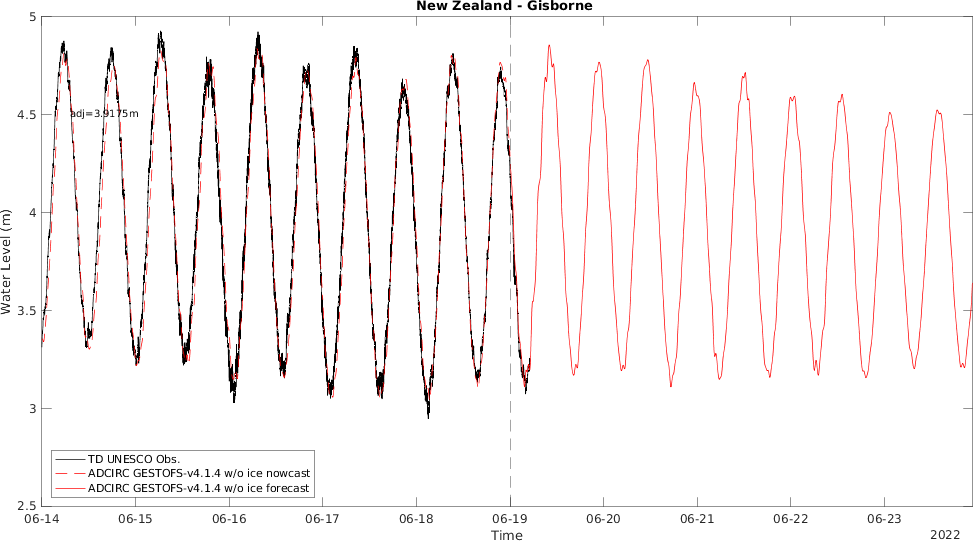 New Zealand - Gisborne
5
4.5
4
3.5
3
2.5
Water Level (m)
adj=3.9175m
TD UNESCO Obs.
ADCIRC GESTOFS-v4.1.4 w/o ice nowcast
ADCIRC GESTOFS-v4.1.4 w/o ice forecast
06-14 06-15 06-16 06-17 06-18 06-19 06-20 06-21 06-22 06-23
Time
2022